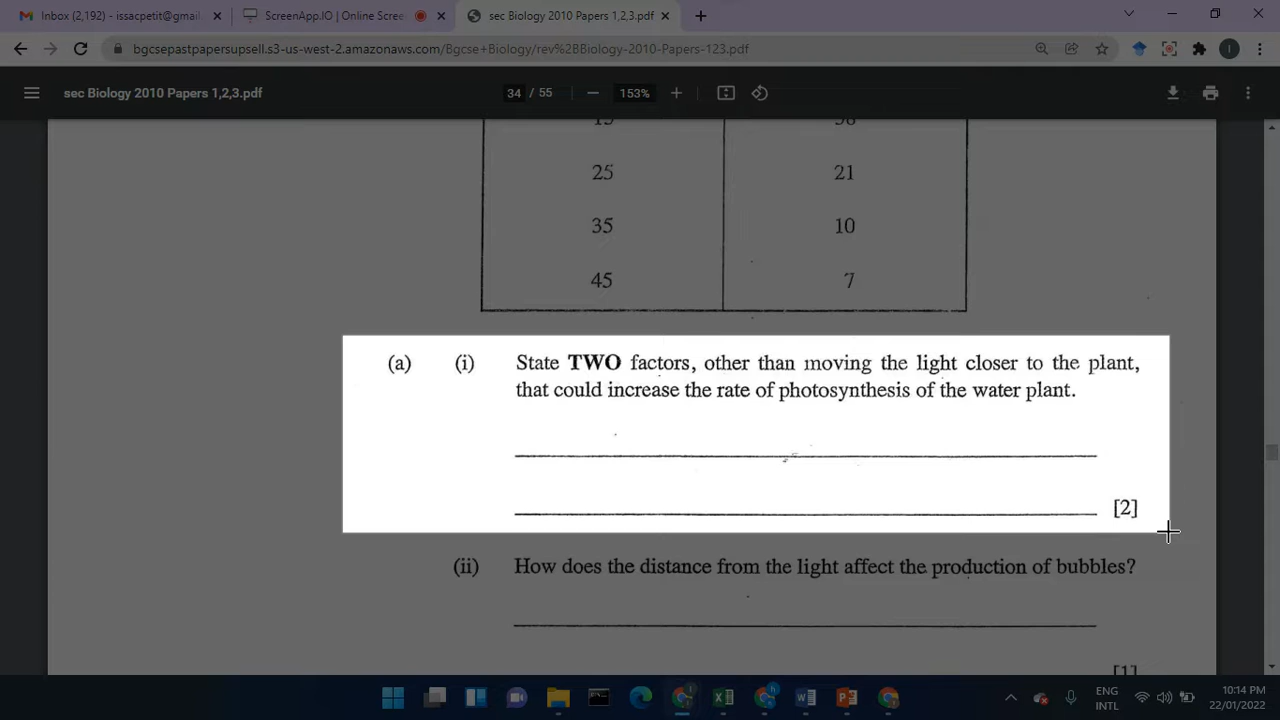 Inbox (2,192) - issacpetit@gmail
ScreenApp.IO | Online Scree
sec Biology 2010 Papers 1,2,3.pdf
bgcsepastpapersupsell.s3-us-west-2.amazonaws.com/Bgcse+Biology/rev%2BBiology-2010-Papers-123.pdf
I
sec Biology 2010 Papers 1,2,3.pdf
34 / 55
153%
25 21
35 10
45 7
(a) (i) State TWO factors, other than moving the light closer to the plant,
that could increase the rate of photosynthesis of the water plant.
[2]
(ii) How does the distance from the light affect the production of bubbles?
[1]
ENG
INTL
10:14 PM
22/01/2022